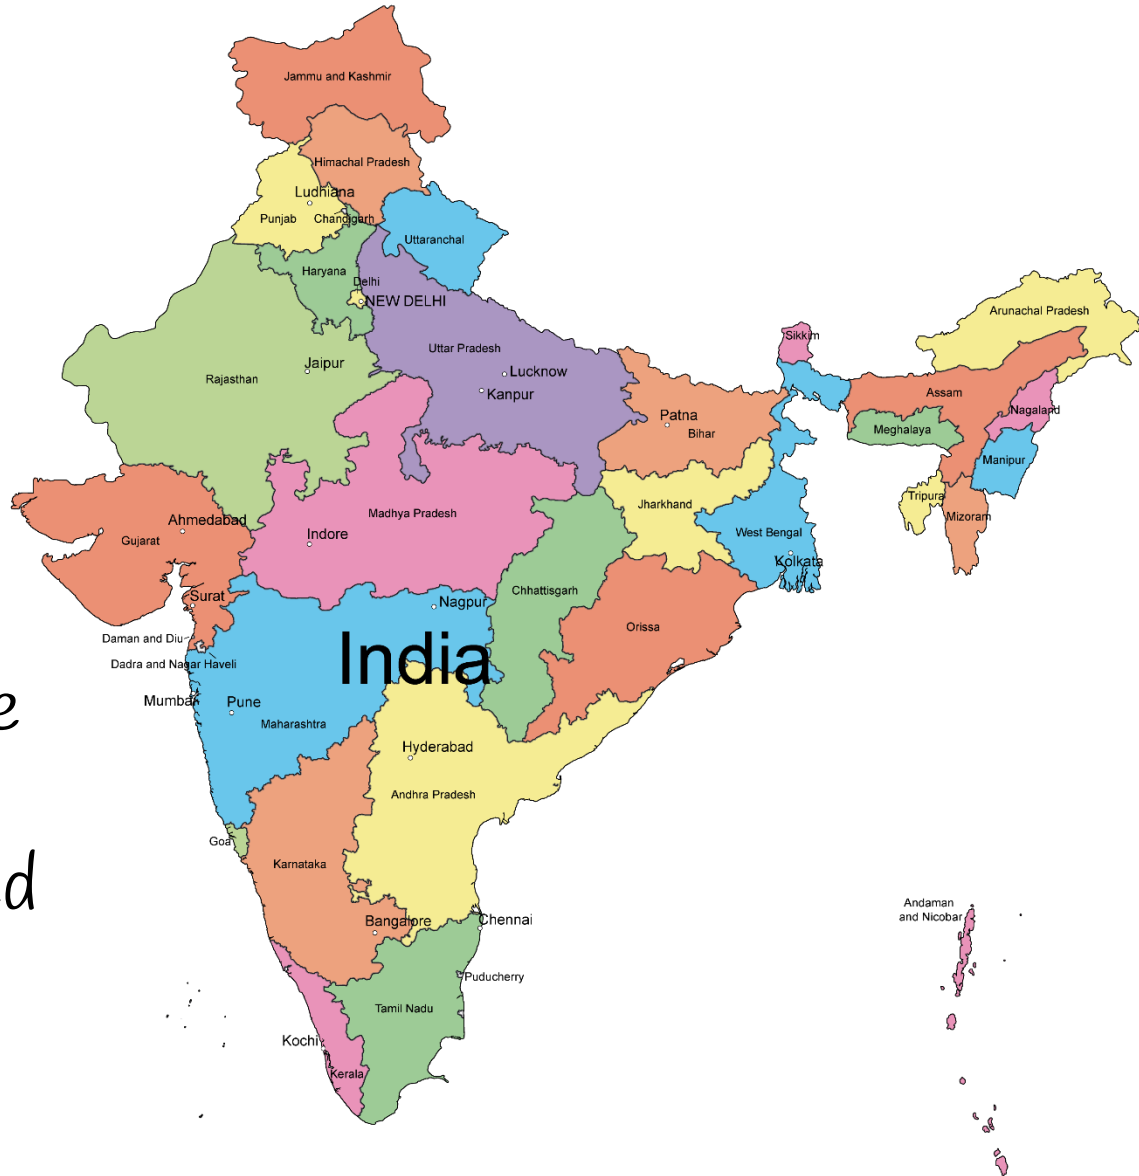 Jammu and Kashmir
Himachal Pradesh
Ludhiana
Punjab
Chandigarh
Uttaranchal
Haryana
Delhi
NEW DELHI
Arunachal Pradesh
Sikkim
Uttar Pradesh
Jaipur
Rajasthan
Lucknow
Kanpur
Assam
Nagaland
Patna
Bihar
Meghalaya
Manipur
Tripura
Mizoram
Jharkhand
Madhya Pradesh
Ahmedabad
Gujarat
Indore
West Bengal
Kolkata
Surat
Nagpur
Chhattisgarh
Orissa
Daman and Diu
India
Dadra and Nagar Haveli
Mumbai
Pune
e
Maharashtra
Hyderabad
Andhra Pradesh
Goa
Karnataka
d
Andaman
and Nicobar
Bangalore
Chennai
Puducherry
Tamil Nadu
Kochi
Kerala